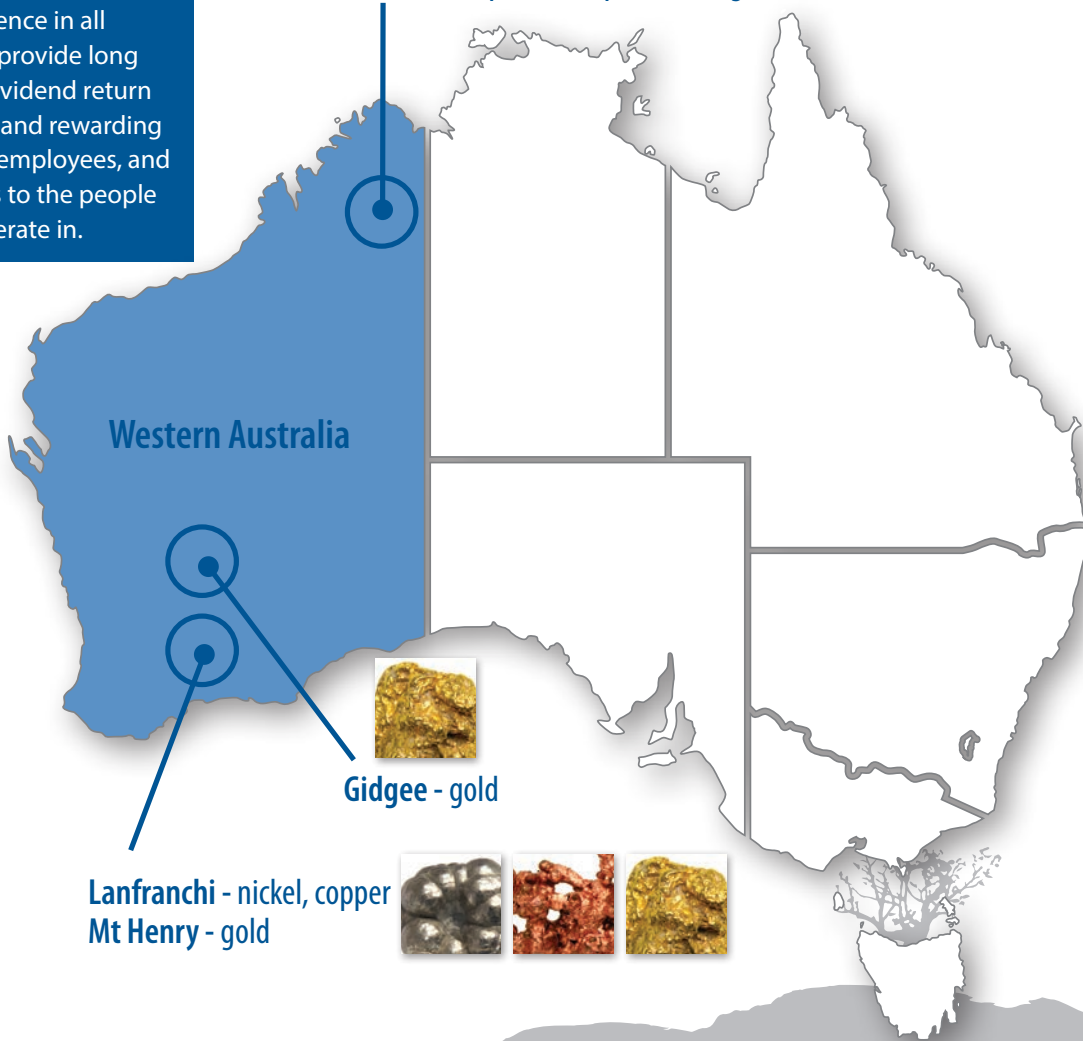 ence in all
provide long
vidend return
and rewarding
employees, and
s to the people
erate in.
Western Australia
Gidgee - gold
Lanfranchi - nickel, copper
Mt Henry - gold